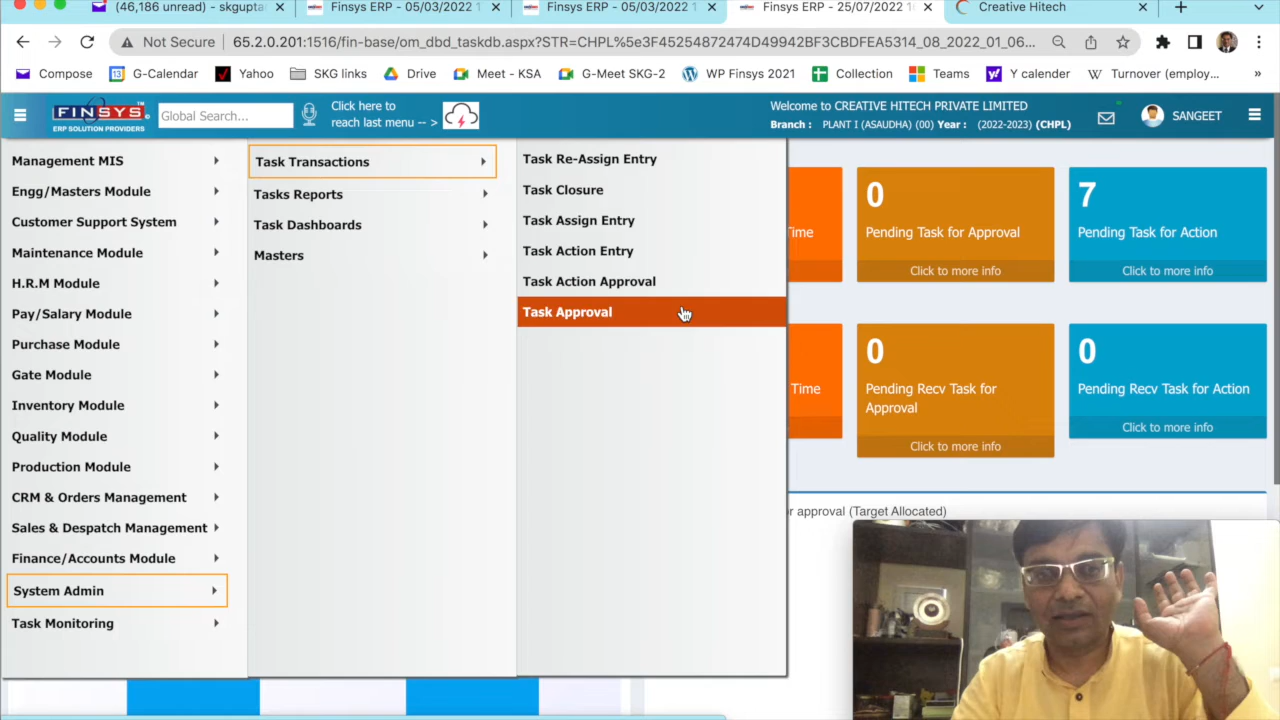 (46,186 unread) - skgupta
Finsys ERP - 05/03/2022 1
Finsys ERP - 05/03/2022 1
Finsys ERP - 25/07/2022
Creative Hitech
Not Secure
65.2.0.201:1516/fin-base/om_dbd_taskdb.aspx?STR=CHPL%5e3F45254872474D49942BF3CBDFEA5314_08_2022_01_06...
Compose
G-Calendar
Yahoo
SKG links
Drive
Meet - KSA
G-Meet SKG-2
WP Finsys 2021
Collection
Teams
Y calender
Turnover (employ...
»
FINSYS
ERP SOLUTION PROVIDERS
Global Search...
Click here to
reach last menu -- >
Welcome to CREATIVE HITECH PRIVATE LIMITED
Branch : PLANT I (ASAUDHA) (00) Year : (2022-2023) (CHPL)
SANGEET
Management MIS
Engg/Masters Module
Customer Support System
Maintenance Module
H.R.M Module
Pay/Salary Module
Purchase Module
Gate Module
Inventory Module
Quality Module
Production Module
CRM & Orders Management
Sales & Despatch Management
Finance/Accounts Module
System Admin
Task Monitoring
Task Transactions
Tasks Reports
Task Dashboards
Masters
Task Re-Assign Entry
Task Closure
Task Assign Entry
Task Action Entry
Task Action Approval
Task Approval
Time
0
Pending Task for Approval
Click to more info
7
Pending Task for Action
Click to more info
Time
0
Pending Recv Task for
Approval
Click to more info
0
Pending Recv Task for Action
Click to more info
or approval (Target Allocated)